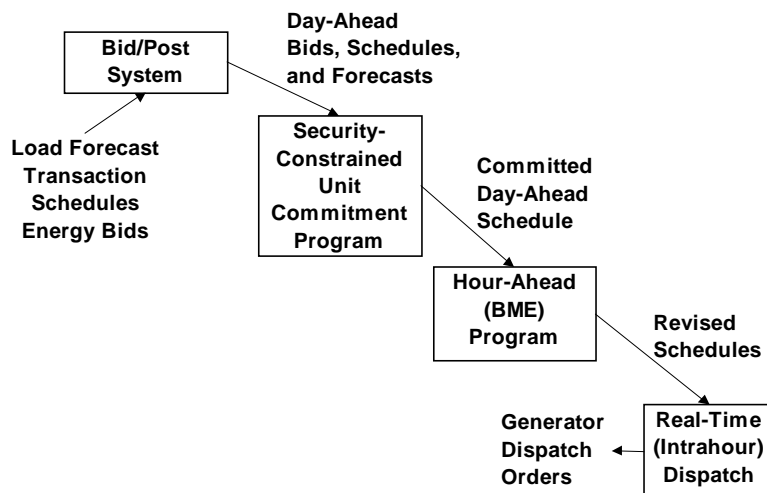 Bid/Post
System
Day-Ahead
Bids, Schedules,
and Forecasts
Load Forecast
Transaction
Schedules
Energy Bids
Security-
Constrained
Unit
Commitment
Program
Committed
Day-Ahead
Schedule
Hour-Ahead
(BME)
Program
Revised
Schedules
Real-Time
(Intrahour)
Dispatch
Generator
Dispatch
Orders